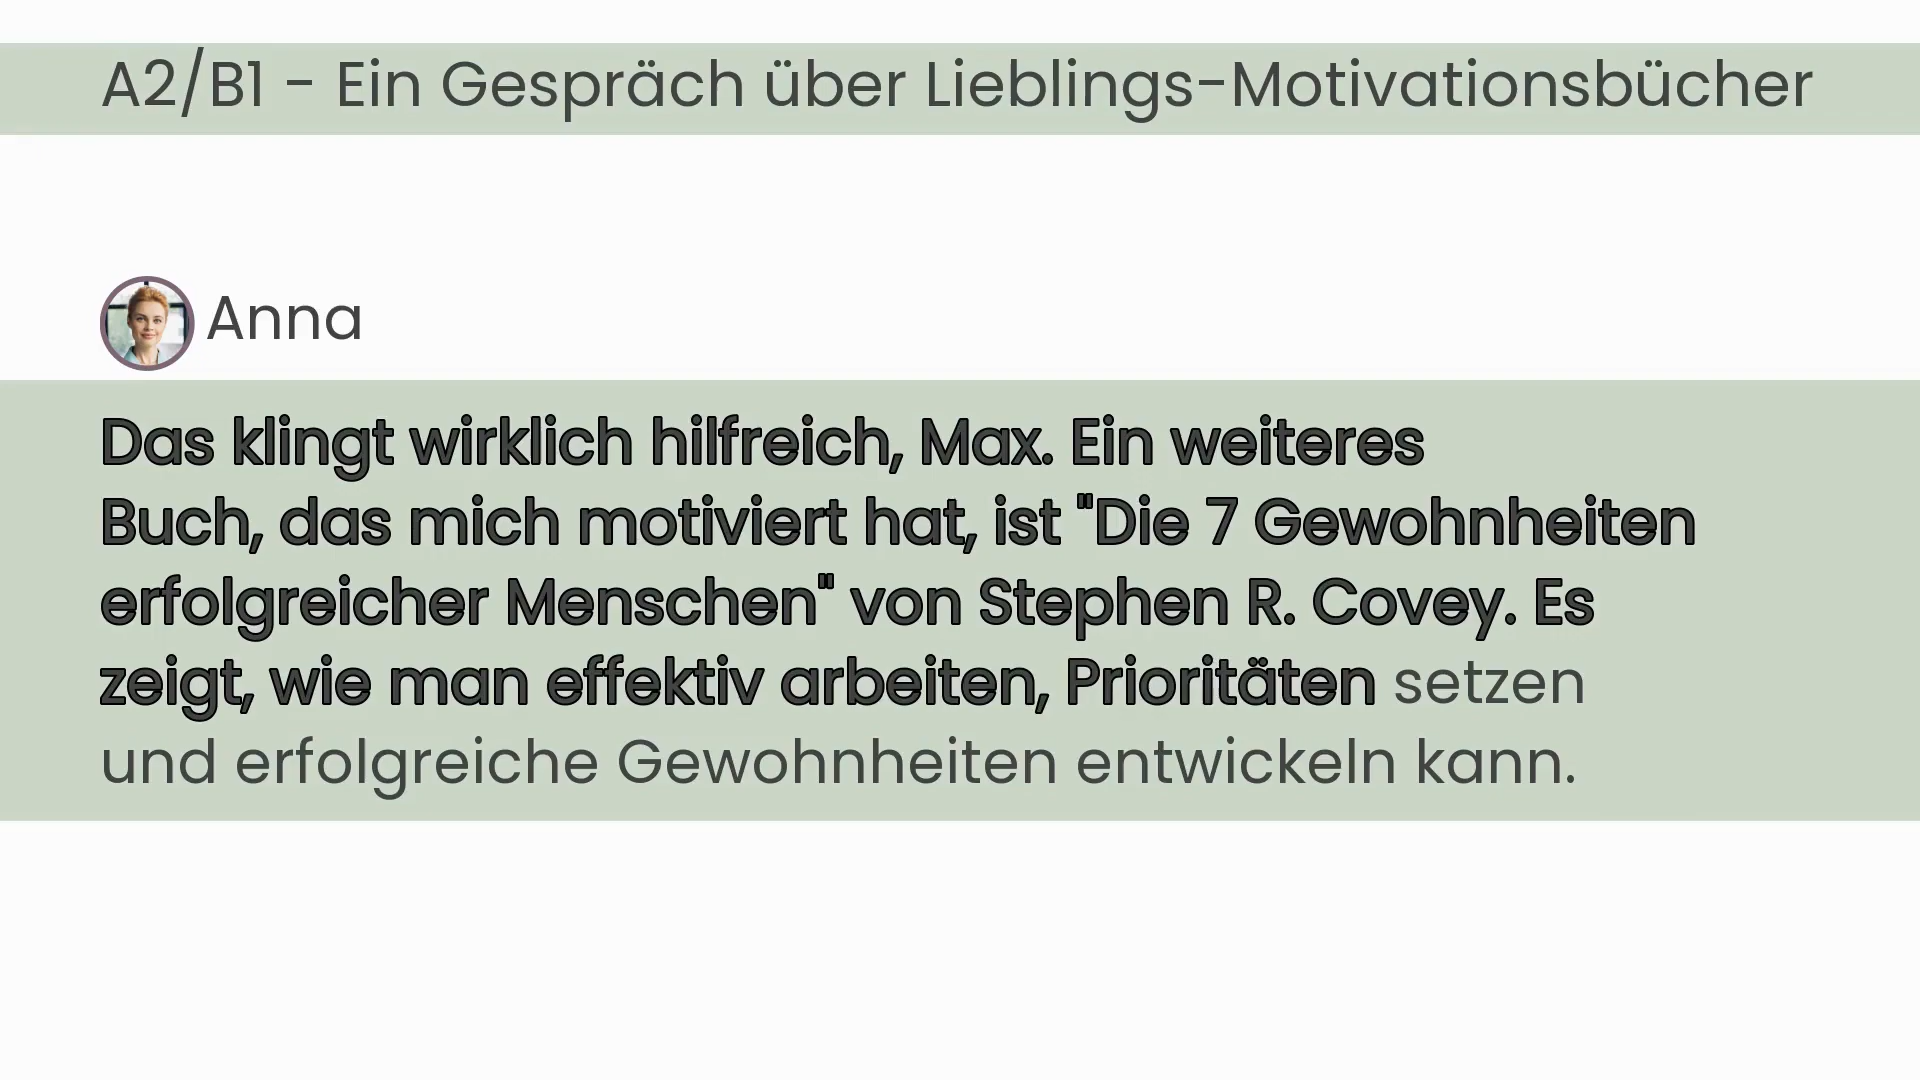 A2/B1 - Ein Gespräch über Lieblings-Motivationsbücher
Anna
Das klingt wirklich hilfreich, Max. Ein weiteres
Buch, das mich motiviert hat, ist "Die 7 Gewohnheiten
erfolgreicher Menschen" von Stephen R. Covey. Es
zeigt, wie man effektiv arbeiten, Prioritäten setzen
und erfolgreiche Gewohnheiten entwickeln kann.